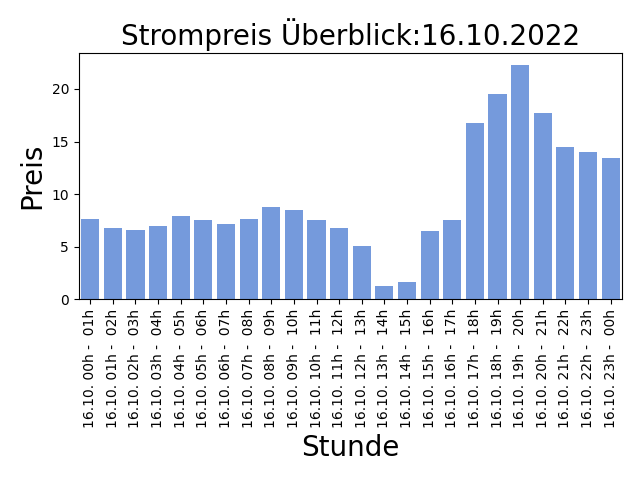 Strompreis Überblick:16.10.2022
Preis
20
15
10
5
0
16.10. 00h -   01h
16.10. 01h -   02h
16.10. 02h -   03h
16.10. 03h -   04h
16.10. 04h -   05h
16.10. 05h -   06h
16.10. 06h -   07h
16.10. 07h -   08h
16.10. 08h -   09h
16.10. 09h -   10h
16.10. 10h -   11h
16.10. 11h -   12h
16.10. 12h -   13h
16.10. 13h -   14h
16.10. 14h -   15h
16.10. 15h -   16h
16.10. 16h -   17h
16.10. 17h -   18h
16.10. 18h -   19h
16.10. 19h -   20h
16.10. 20h -   21h
16.10. 21h -   22h
16.10. 22h -   23h
16.10. 23h -   00h
Stunde